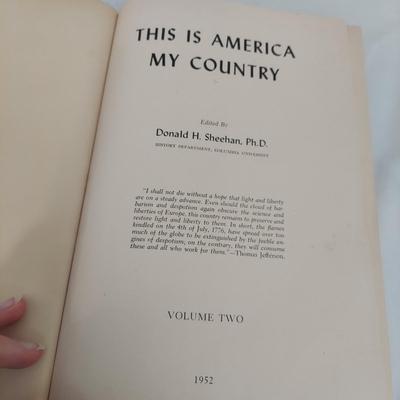 THIS IS AMERICA
MY COUNTRY
Edited By
Donald H. Sheehan, Ph.D.
HISTORY DEPARTMENT, COLUMBIA UNIVERSITY
"I shall not die without a hope that light and liberty
are on a steady advance. Even should the cloud of bar-
barism and despotism again obscure the science and
liberties of Europe, this country remains to preserve and
restore light and liberty to them. In short, the flames
kindled on the 4th of July, 1776, have spread over too
much of the globe to be extinguished by the feeble en-
gines of despotism; on the contrary, they will consume
these and all who work for them."—Thomas Jefferson.
VOLUME TWO
1952